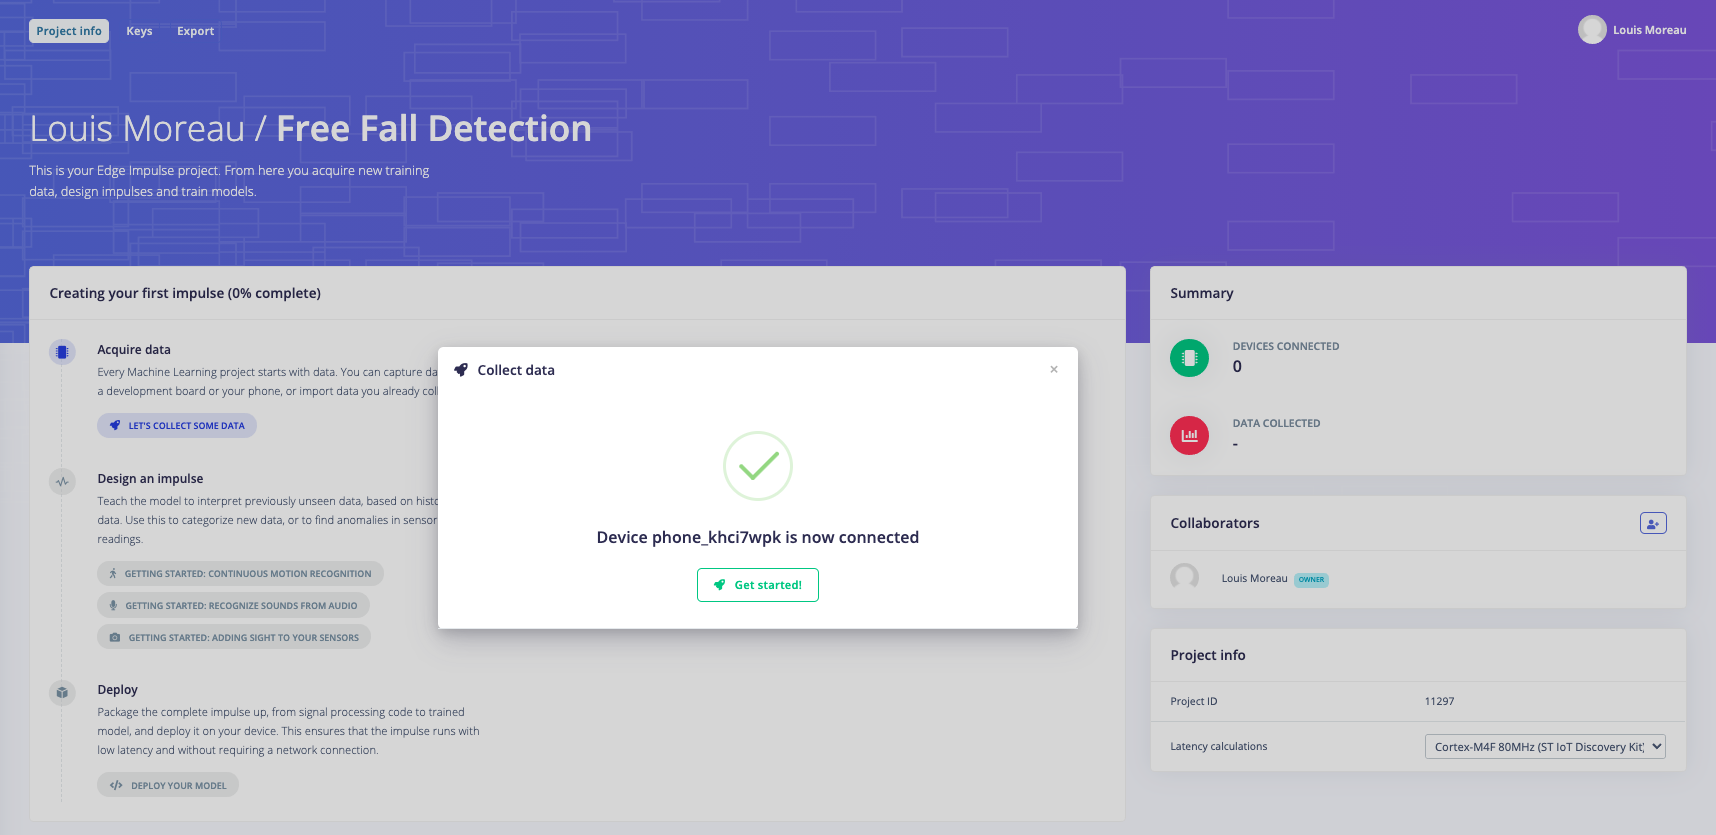 Project info
Keys
Export
Louis Moreau
Louis Moreau / Free Fall Detection
This is your Edge Impulse project. From here you acquire new training
data, design impulses and train models.
Creating your first impulse (0% complete)
Acquire data
Every Machine Learning project starts with data. You can capture da
a development board or your phone, or import data you already col
LET'S COLLECT SOME DATA
Design an impulse
Teach the model to interpret previously unseen data, based on histo
data. Use this to categorize new data, or to find anomalies in sensor
readings.
GETTING STARTED: CONTINUOUS MOTION RECOGNITION
GETTING STARTED: RECOGNIZE SOUNDS FROM AUDIO
GETTING STARTED: ADDING SIGHT TO YOUR SENSORS
Deploy
Package the complete impulse up, from signal processing code to trained
model, and deploy it on your device. This ensures that the impulse runs with
low latency and without requiring a network connection.
DEPLOY YOUR MODEL
Collect data
×
Device phone_khci7wpk is now connected
Get started!
Summary
DEVICES CONNECTED
0
DATA COLLECTED
-
Collaborators
Louis Moreau OWNER
Project info
Project ID 11297
Latency calculations Cortex-M4F 80MHz (ST IoT Discovery Kit)